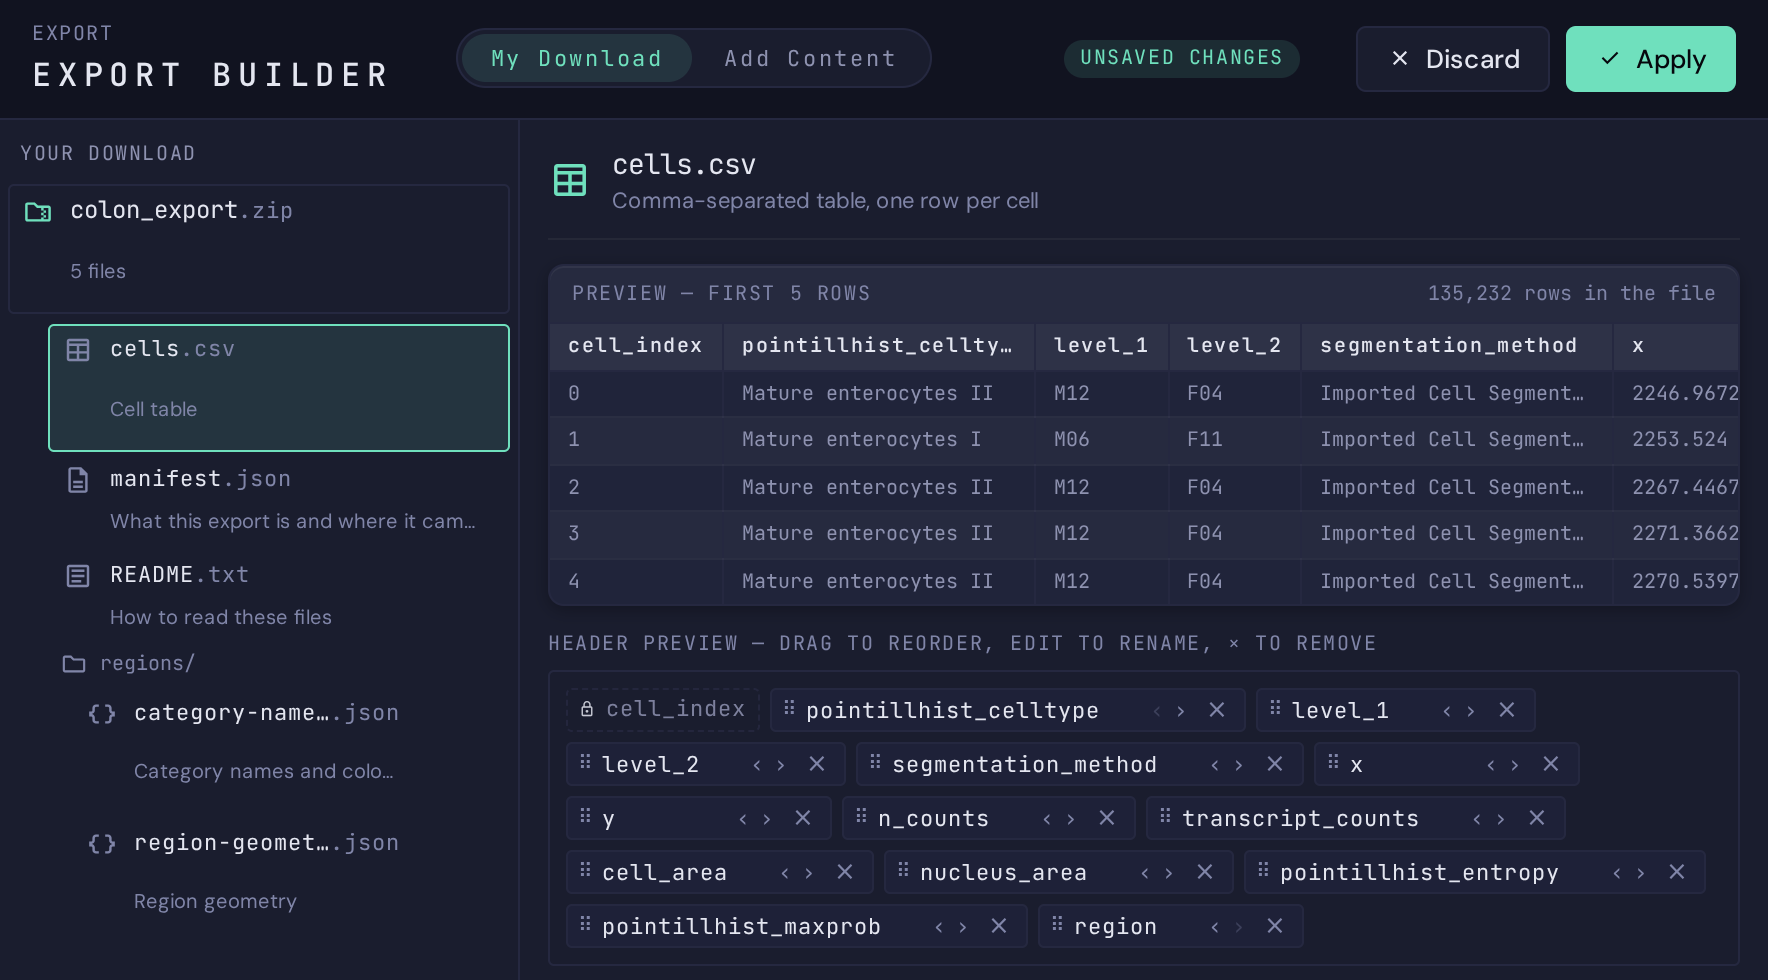 EXPORT
EXPORT BUILDER
My Download
Add Content
UNSAVED CHANGES
Discard
Apply
YOUR DOWNLOAD
colon_export.zip
5 files
cells.csv
Cell table
manifest.json
What this export is and where it cam…
README.txt
How to read these files
regions/
category-name….json
Category names and colo…
region-geomet….json
Region geometry
cells.csv
Comma-separated table, one row per cell
PREVIEW — FIRST 5 ROWS
135,232 rows in the file
cell_index pointillhist_cellty… level_1 level_2 segmentation_method x
0 Mature enterocytes II M12 F04 Imported Cell Segment… 2246.9672
1 Mature enterocytes I M06 F11 Imported Cell Segment… 2253.524
2 Mature enterocytes II M12 F04 Imported Cell Segment… 2267.4467
3 Mature enterocytes II M12 F04 Imported Cell Segment… 2271.3662
4 Mature enterocytes II M12 F04 Imported Cell Segment… 2270.5397
HEADER PREVIEW — DRAG TO REORDER, EDIT TO RENAME, × TO REMOVE
cell_index pointillhist_celltype ‹ › × level_1 ‹ › ×
level_2 ‹ › × segmentation_method ‹ › × x ‹ › ×
y ‹ › × n_counts ‹ › × transcript_counts ‹ › ×
cell_area ‹ › × nucleus_area ‹ › × pointillhist_entropy ‹ › ×
pointillhist_maxprob ‹ › × region ‹ › ×